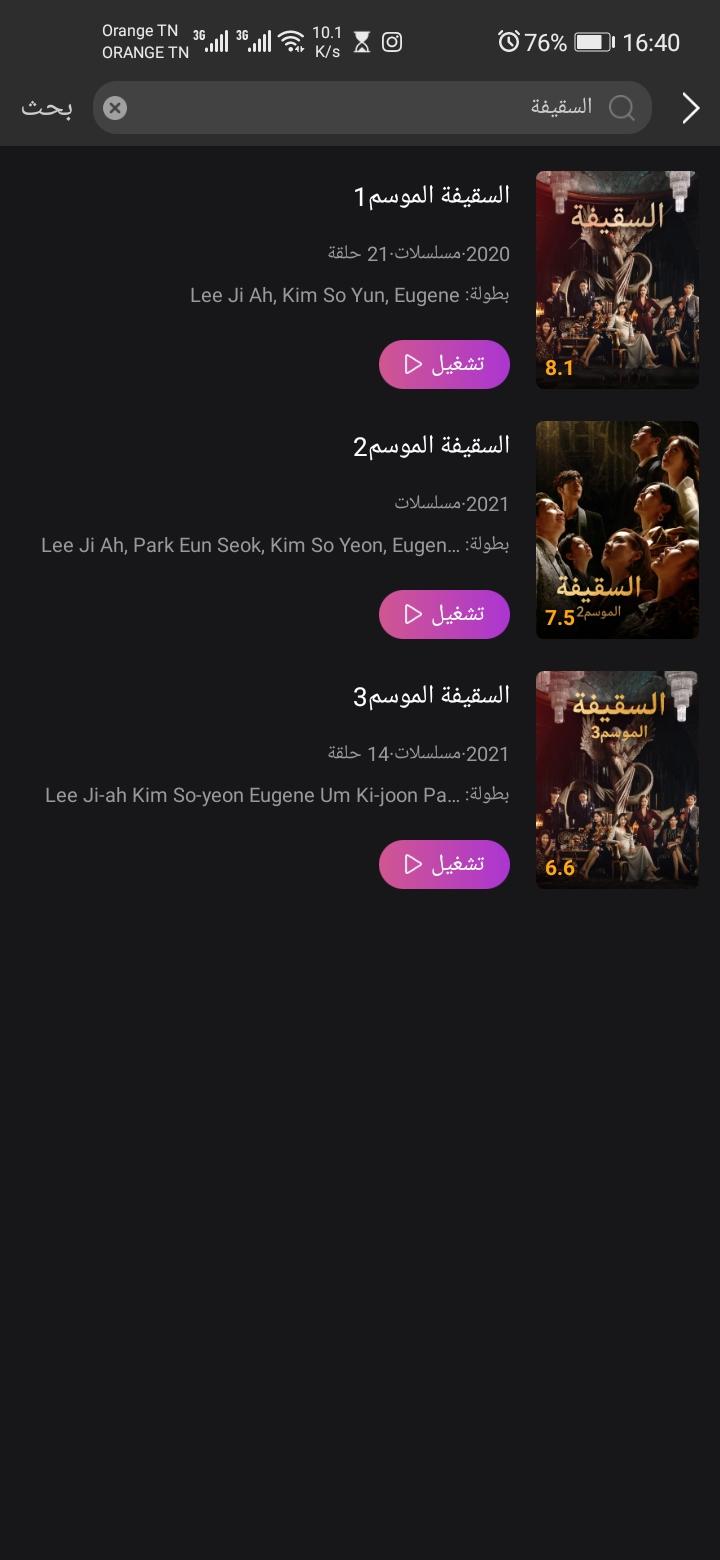 Orange TN 3G 3G 10.1 76% 16:40
ORANGE TN K/s
السقيفة بحث
السقيفة
8.1
السقيفة الموسم1
2020·مسلسلات·21 حلقة
بطولة: Lee Ji Ah, Kim So Yun, Eugene
تشغيل
السقيفة
الموسم2
7.5
السقيفة الموسم2
2021·مسلسلات
بطولة: Lee Ji Ah, Park Eun Seok, Kim So Yeon, Eugen...
تشغيل
السقيفة
الموسم3
6.6
السقيفة الموسم3
2021·مسلسلات·14 حلقة
بطولة: Lee Ji-ah Kim So-yeon Eugene Um Ki-joon Pa...
تشغيل